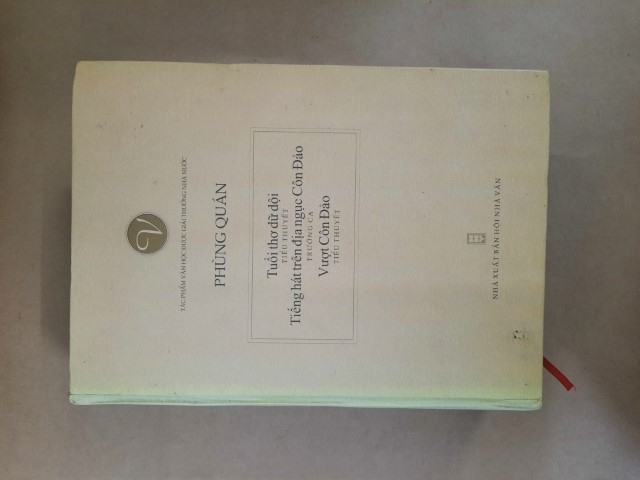 V
TÁC PHẨM VĂN HỌC ĐƯỢC GIẢI THƯỞNG NHÀ NƯỚC
PHÙNG QUÁN
Tuổi thơ dữ dội
TIỂU THUYẾT
Tiếng hát trên địa ngục Côn Đảo
TRƯỜNG CA
Vượt Côn Đảo
TIỂU THUYẾT
NHÀ XUẤT BẢN HỘI NHÀ VĂN